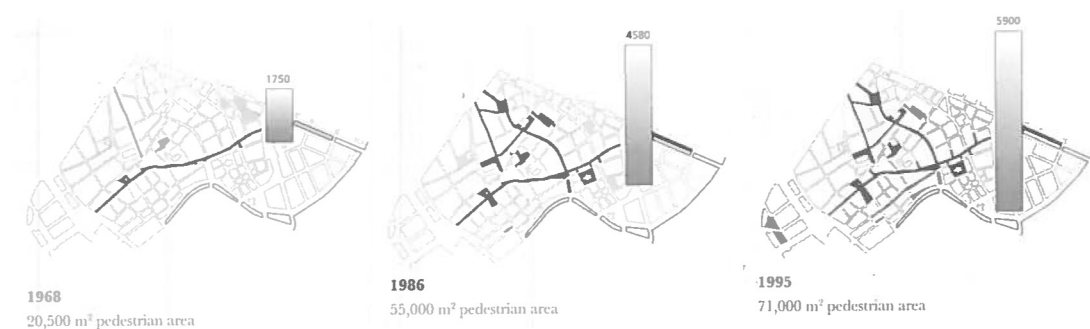 1750
1968
20,500 m² pedestrian area
4580
1986
55,000 m² pedestrian area
5900
1995
71,000 m² pedestrian area